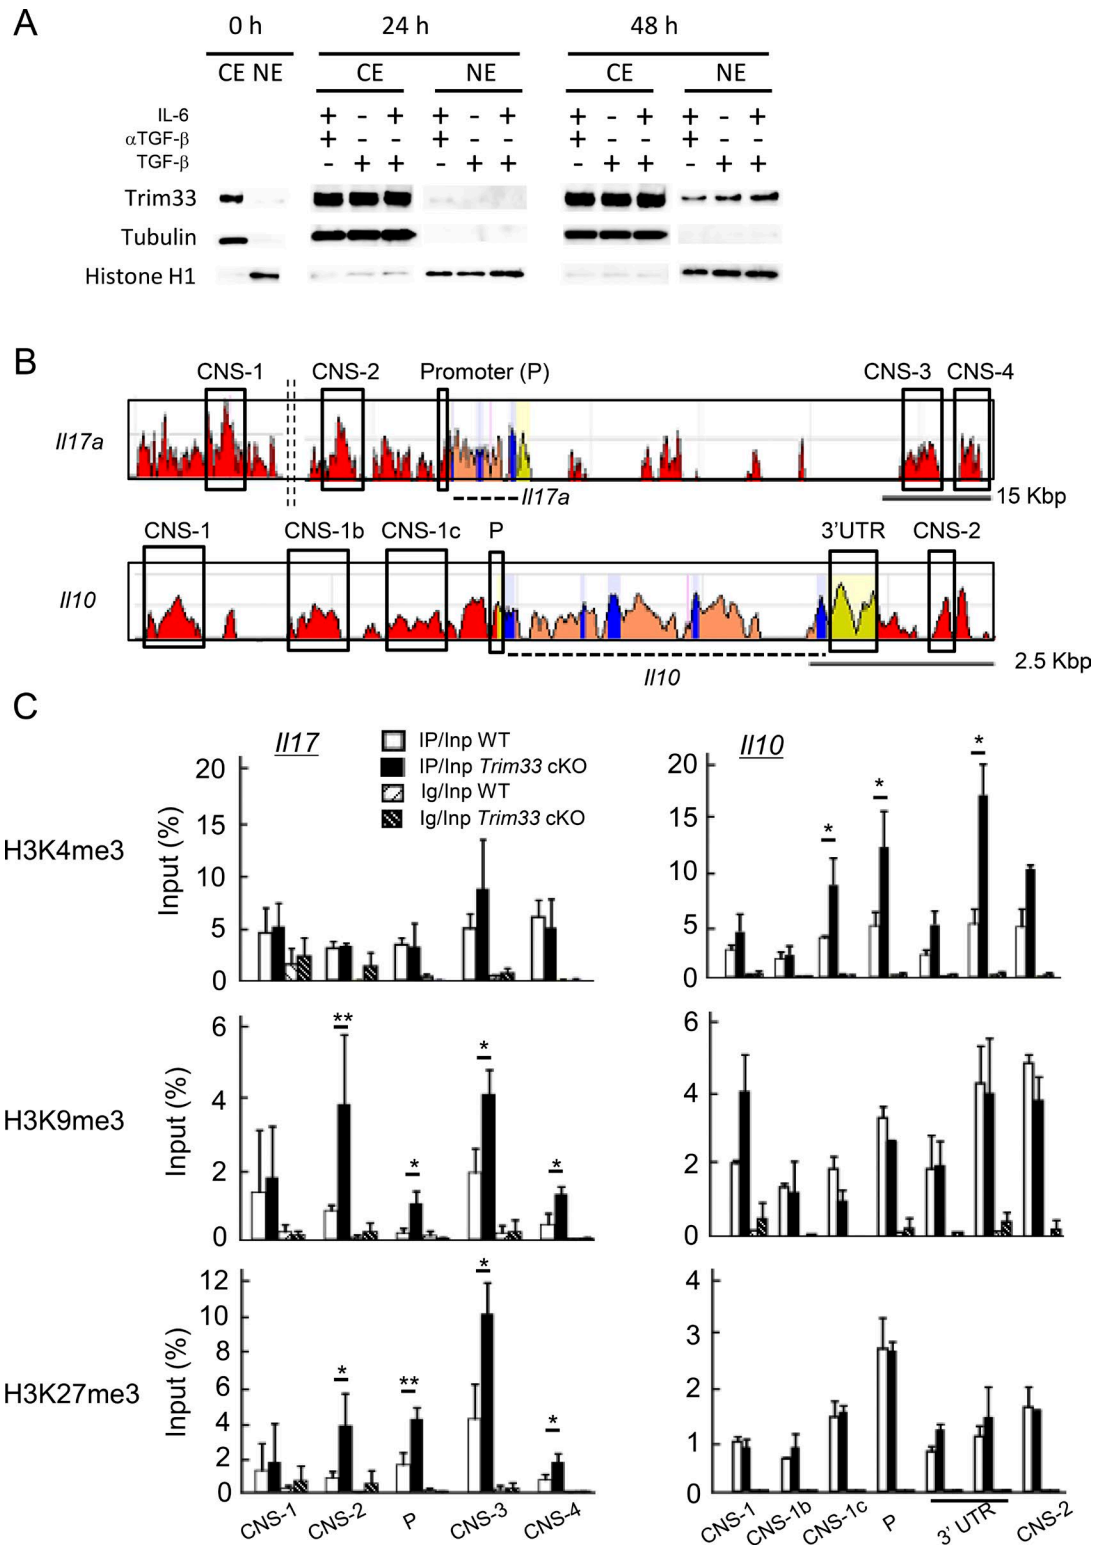 A
0 h 24 h 48 h
CE NE CE NE CE NE
IL-6 + - + + - + + - + + - +
αTGF-β + - - + - - + - - + - -
TGF-β - + + - + + - + + - + +
Trim33
Tubulin
Histone H1
B
CNS-1 CNS-2 Promoter (P) CNS-3 CNS-4
Il17a
Il17a 15 Kbp
CNS-1 CNS-1b CNS-1c P 3'UTR CNS-2
Il10
Il10 2.5 Kbp
C
Il17
IP/Inp WT
IP/Inp Trim33 cKO
Ig/Inp WT
Ig/Inp Trim33 cKO
Il10
H3K4me3
Input (%)
20
15
10
5
0
20
15
10
5
0
* * *
H3K9me3
Input (%)
6
4
2
0
** * * *
6
4
2
0
H3K27me3
Input (%)
12
10
8
6
4
2
0
* ** * *
4
3
2
1
0
CNS-1 CNS-2 P CNS-3 CNS-4
CNS-1 CNS-1b CNS-1c P 3' UTR CNS-2